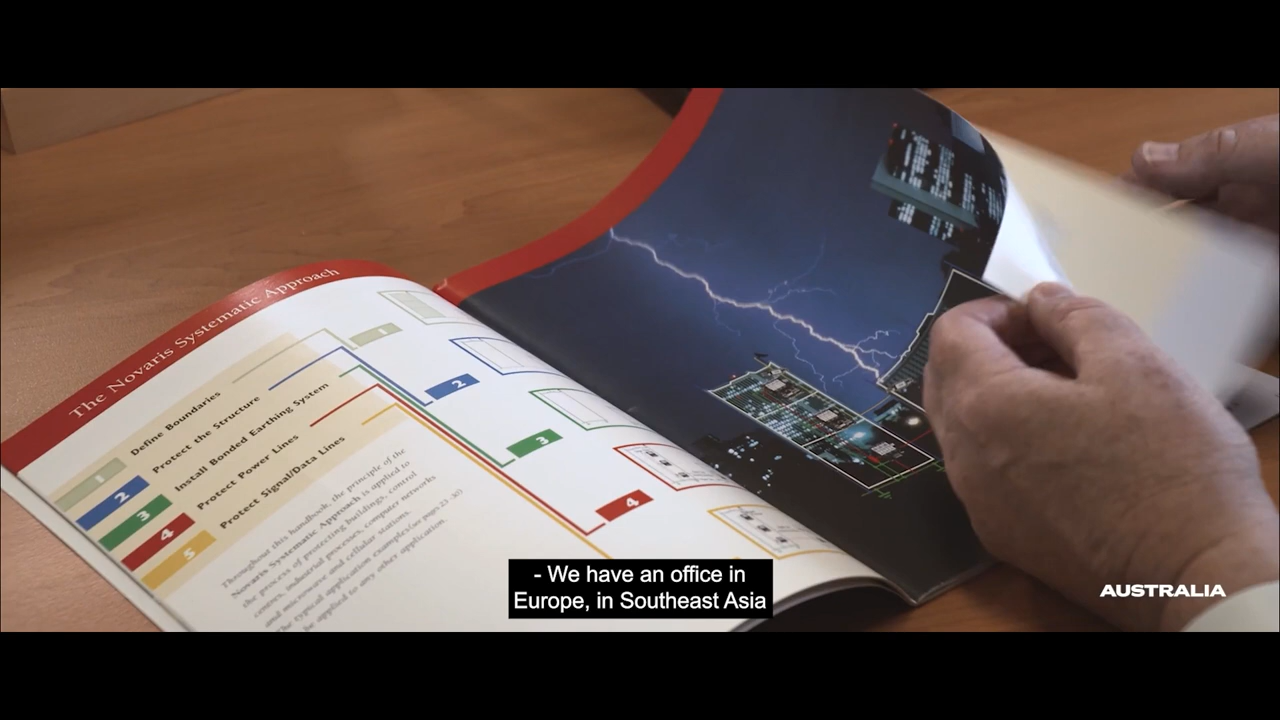 The Novaris Systematic Approach
1
Define Boundaries
2
Protect the Structure
3
Install Bonded Earthing System
4
Protect Power Lines
5
Protect Signal/Data Lines
1
2
3
4
Throughout this handbook, the principle of the
Novaris Systematic Approach is applied to
the process of protecting buildings, control
centres, industrial processes, computer networks
and microwave and cellular stations.
The typical application examples
be applied to any other application.
- We have an office in
Europe, in Southeast Asia
AUSTRALIA